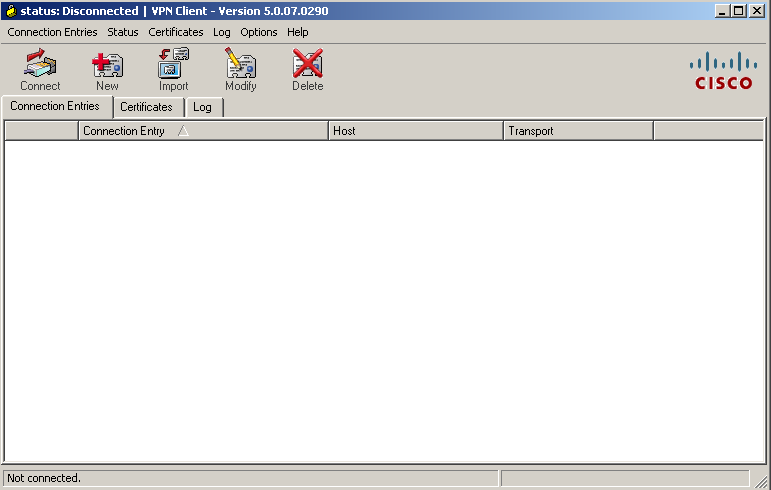 status: Disconnected | VPN Client - Version 5.0.07.0290
Connection Entries Status Certificates Log Options Help
Connect New Import Modify Delete
CISCO
Connection Entries Certificates Log
Connection Entry Host Transport
Not connected.